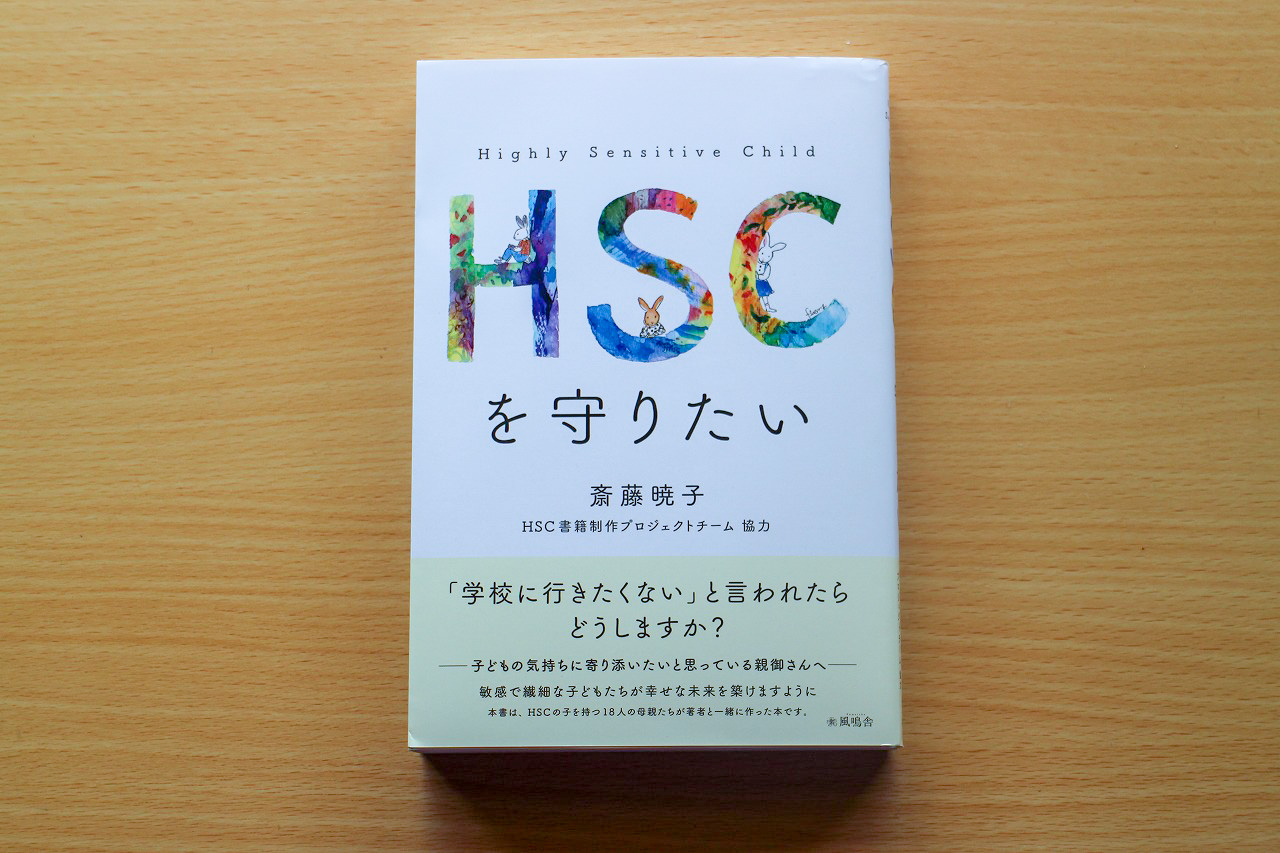 Highly Sensitive Child
HSC
を守りたい
斎藤暁子
HSC書籍制作プロジェクトチーム 協力
「学校に行きたくない」と言われたら
どうしますか?
──子どもの気持ちに寄り添いたいと思っている親御さんへ──
敏感で繊細な子どもたちが幸せな未来を築けますように
本書は、HSCの子を持つ18人の母親たちが著者と一緒に作った本です。
風鳴舎